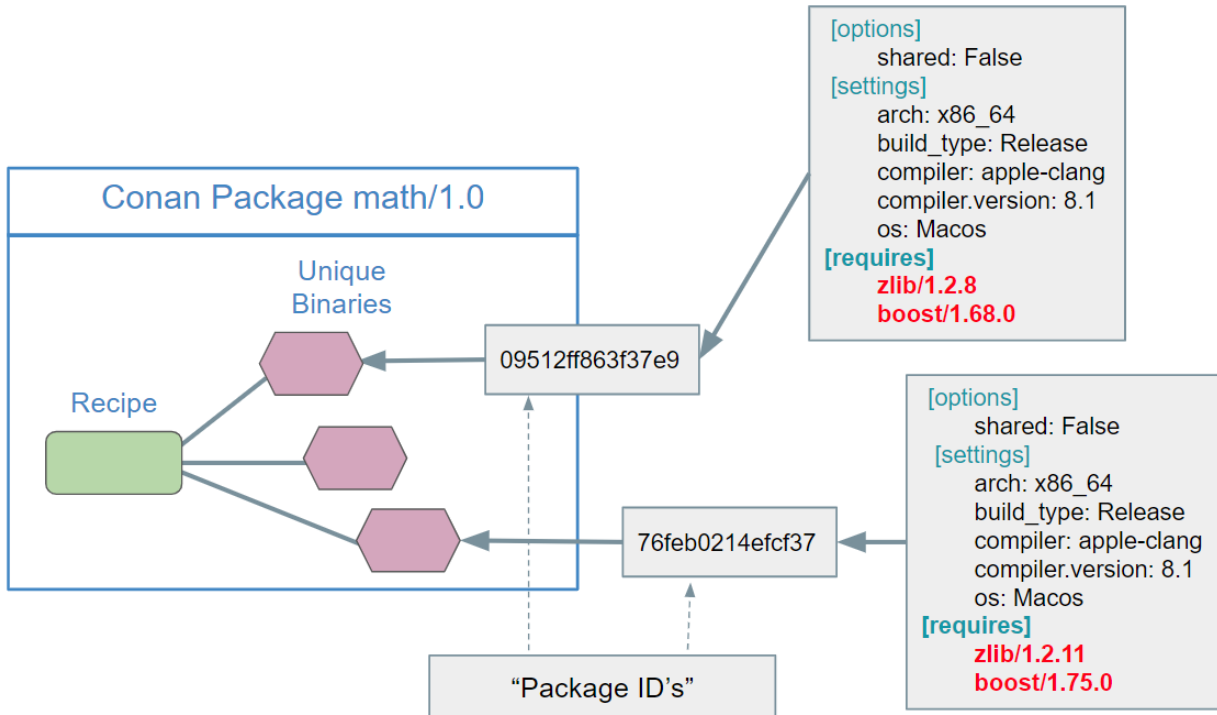 [options]
shared: False
[settings]
arch: x86_64
build_type: Release
compiler: apple-clang
compiler.version: 8.1
os: Macos
[requires]
zlib/1.2.8
boost/1.68.0
Conan Package math/1.0
Unique
Binaries
09512ff863f37e9
Recipe
[options]
shared: False
[settings]
arch: x86_64
build_type: Release
compiler: apple-clang
compiler.version: 8.1
os: Macos
[requires]
zlib/1.2.11
boost/1.75.0
76feb0214efcf37
“Package ID’s”